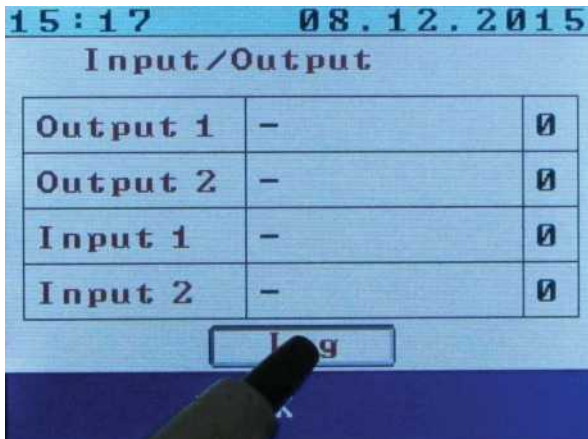 15:17 08.12.2015
Input/Output
Output 1 - 0
Output 2 - 0
Input 1 - 0
Input 2 - 0